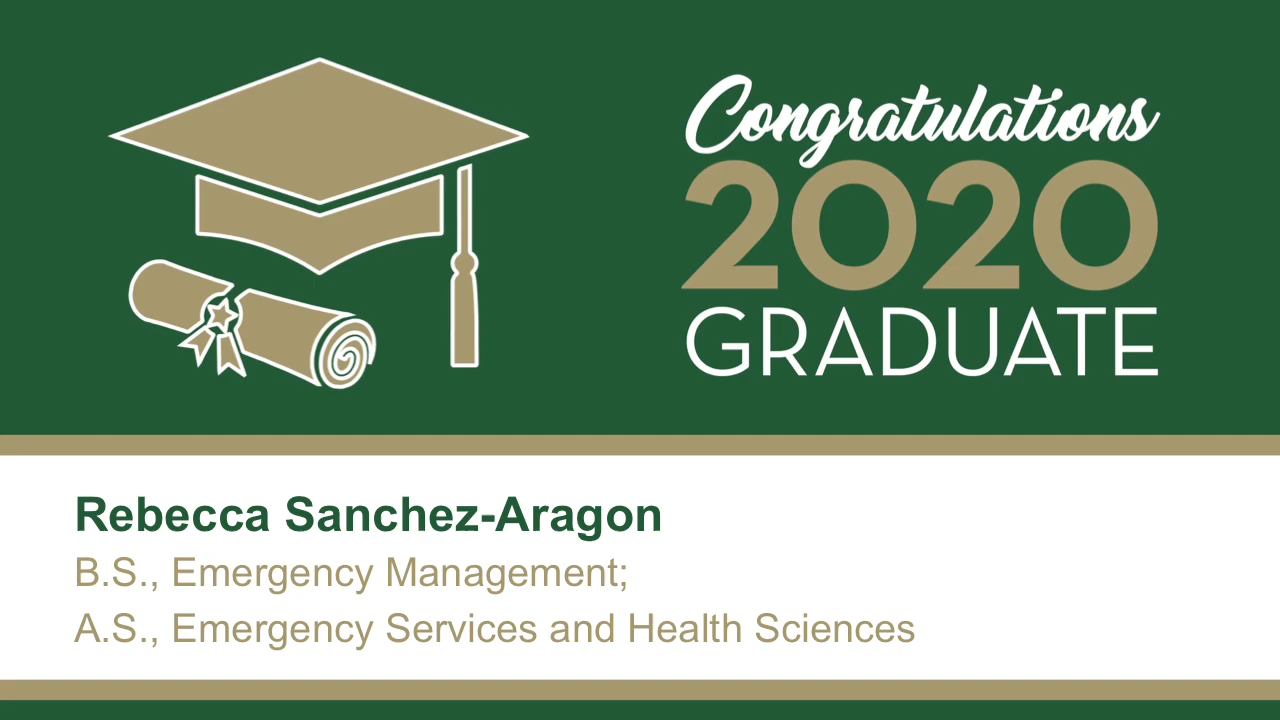 Congratulations
2020
GRADUATE
Rebecca Sanchez-Aragon
B.S., Emergency Management;
A.S., Emergency Services and Health Sciences